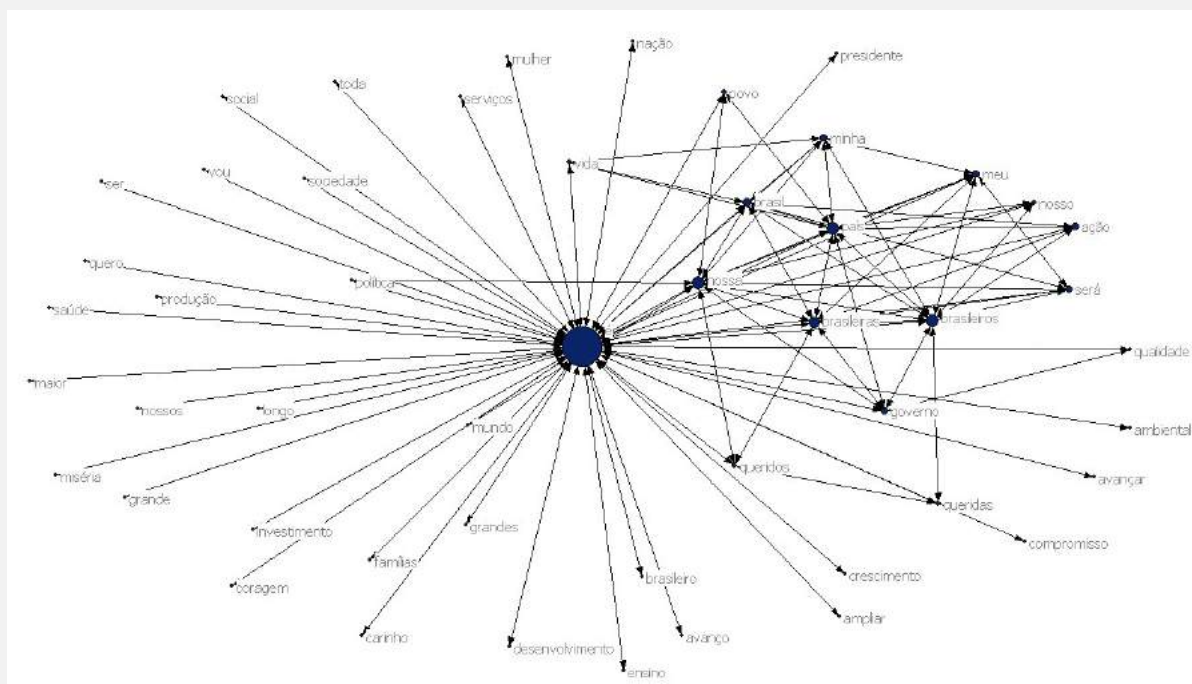 nação
mulher
presidente
toda
social
serviços
povo
minha
vida
vou
sociedade
ser
meu
brasil
nosso
país
ação
quero
política
nossa
será
produção
saúde
brasileiras
brasileiros
qualidade
maior
nossos
longo
governo
mundo
ambiental
queridos
miséria
avançar
grande
queridas
investimento
grandes
compromisso
famílias
brasileiro
crescimento
coragem
ampliar
carinho
avanço
desenvolvimento
ensino